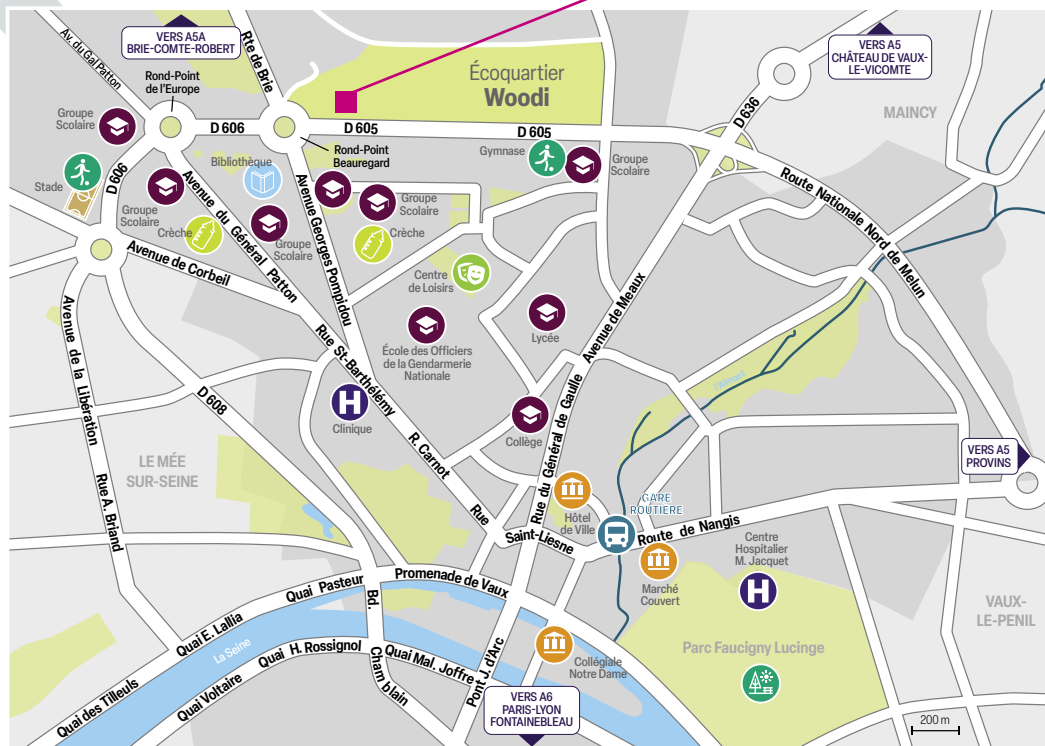 VERS A5A
BRIE-COMTE-ROBERT
VERS A5
CHÂTEAU DE VAUX-
LE-VICOMTE
Av. du Gal Patton
Rte de Brie
Rond-Point
de l'Europe
Écoquartier
Woodi
D 636
MAINCY
Groupe
Scolaire
D 606
D 605
D 605
Rond-Point
Beauregard
Gymnase
Groupe
Scolaire
Bibliothèque
Stade
D 606
Route Nationale Nord de Melun
Groupe
Scolaire
Crèche
Avenue du Général Patton
Groupe
Scolaire
Avenue Georges Pompidou
Groupe
Scolaire
Crèche
Avenue de Corbeil
Centre
de Loisirs
Avenue de Meaux
Avenue de la Libération
Rue St-Barthélémy
École des Officiers
de la Gendarmerie
Nationale
Lycée
l'Almont
D 608
Clinique
Collège
Rue du Général de Gaulle
R. Carnot
LE MÉE
SUR-SEINE
VERS A5
PROVINS
Rue A. Briand
Rue
Saint-Liesne
Hôtel
de Ville
GARE
ROUTIERE
Route de Nangis
Centre
Hospitalier
M. Jacquet
Marché
Couvert
Quai Pasteur
Promenade de Vaux
Bd.
Chamblain
VAUX-
LE-PENIL
Quai E. Lallia
La Seine
Quai H. Rossignol
Quai Mal. Joffre
Pont J. d'Arc
Collégiale
Notre Dame
Parc Faucigny Lucinge
Quai des Tilleuls
Quai Voltaire
VERS A6
PARIS-LYON
FONTAINEBLEAU
200 m